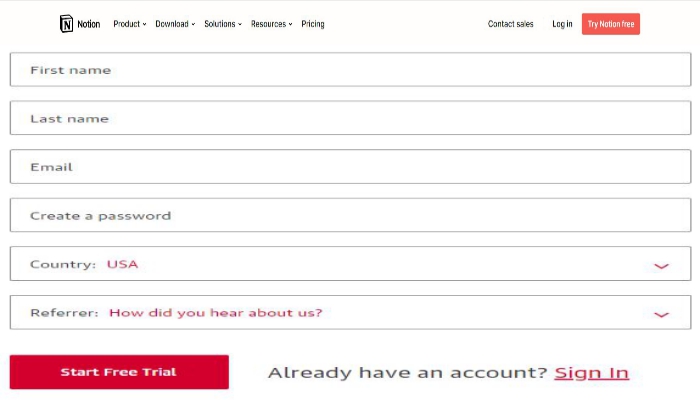 Notion Product Download Solutions Resources Pricing Contact sales Log in Try Notion free
First name
Last name
Email
Create a password
Country: USA
Referrer: How did you hear about us?
Start Free Trial Already have an account? Sign In